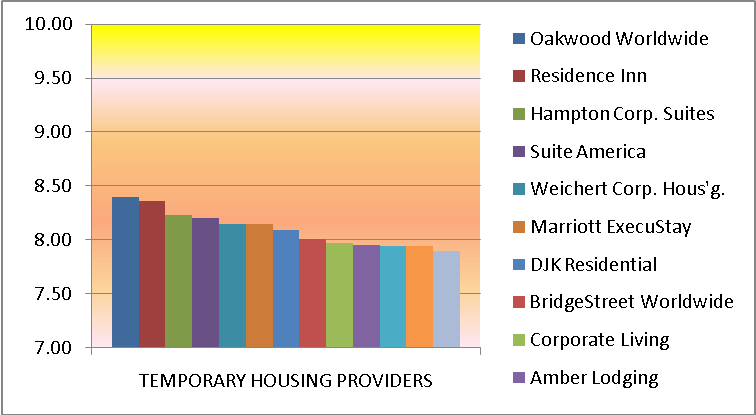 10.00
9.50
9.00
8.50
8.00
7.50
7.00
TEMPORARY HOUSING PROVIDERS
Oakwood Worldwide
Residence Inn
Hampton Corp. Suites
Suite America
Weichert Corp. Hous'g.
Marriott ExecuStay
DJK Residential
BridgeStreet Worldwide
Corporate Living
Amber Lodging